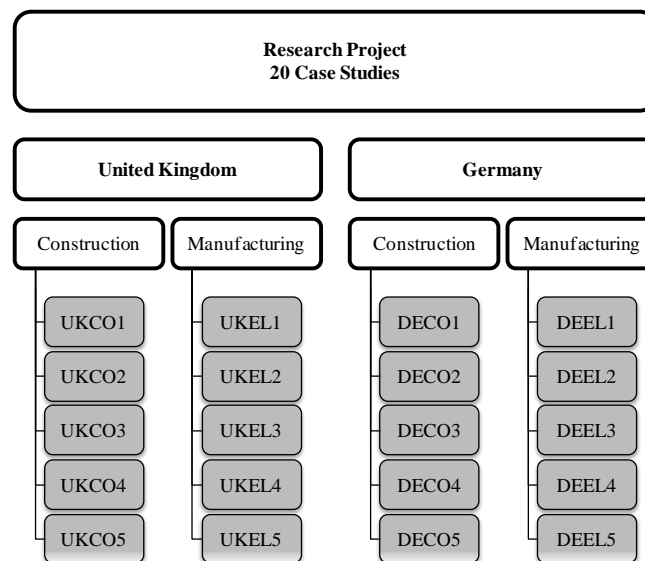 Research Project
20 Case Studies
United Kingdom
Germany
Construction
Manufacturing
Construction
Manufacturing
UKCO1
UKEL1
DECO1
DEEL1
UKCO2
UKEL2
DECO2
DEEL2
UKCO3
UKEL3
DECO3
DEEL3
UKCO4
UKEL4
DECO4
DEEL4
UKCO5
UKEL5
DECO5
DEEL5